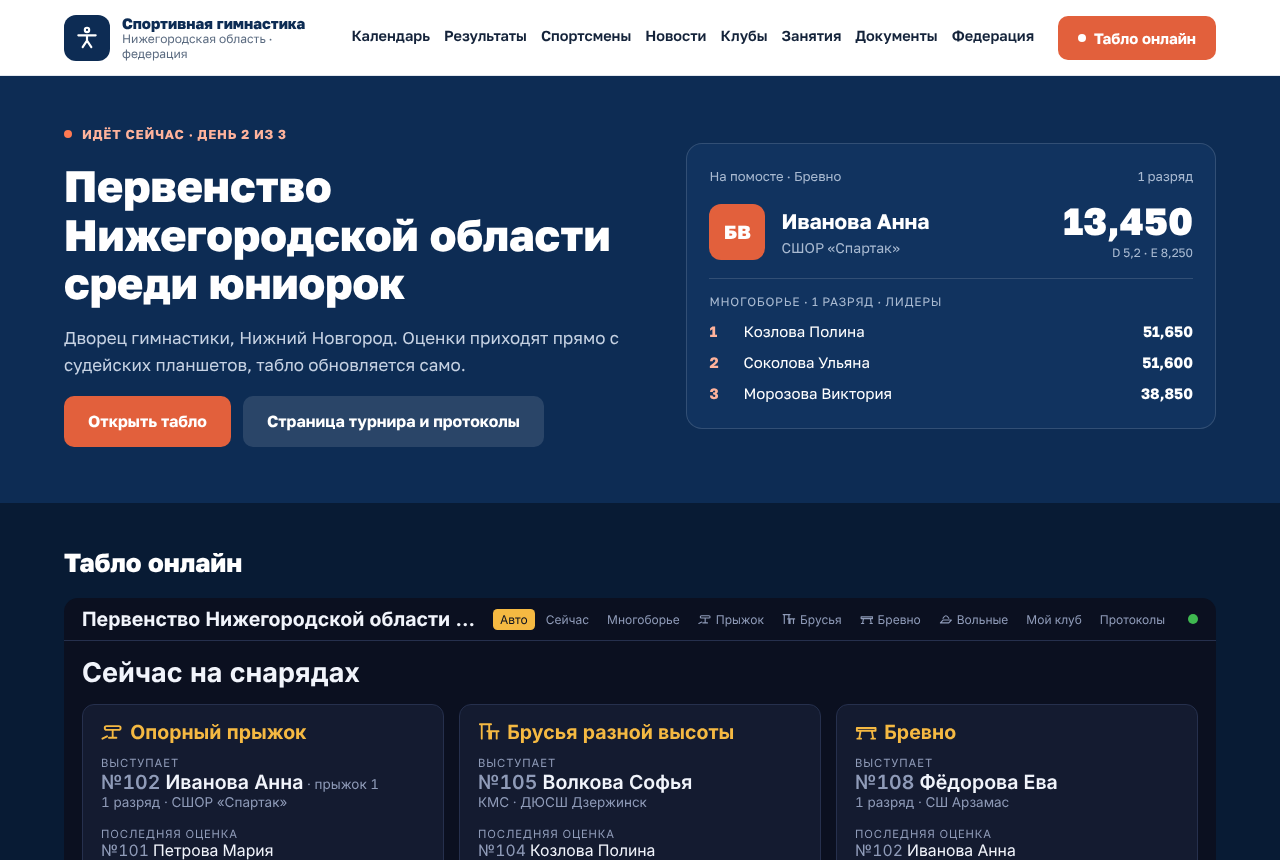 Спортивная гимнастика
Нижегородская область ·
федерация
Календарь Результаты Спортсмены Новости Клубы Занятия Документы Федерация
Табло онлайн
ИДЁТ СЕЙЧАС · ДЕНЬ 2 ИЗ 3
Первенство
Нижегородской области
среди юниорок
Дворец гимнастики, Нижний Новгород. Оценки приходят прямо с
судейских планшетов, табло обновляется само.
Открыть табло
Страница турнира и протоколы
На помосте · Бревно
1 разряд
БВ
Иванова Анна
СШОР «Спартак»
13,450
D 5,2 · E 8,250
МНОГОБОРЬЕ · 1 РАЗРЯД · ЛИДЕРЫ
1 Козлова Полина 51,650
2 Соколова Ульяна 51,600
3 Морозова Виктория 38,850
Табло онлайн
Первенство Нижегородской области ...
Авто Сейчас Многоборье Прыжок Брусья Бревно Вольные Мой клуб Протоколы
Сейчас на снарядах
Опорный прыжок
ВЫСТУПАЕТ
№102 Иванова Анна · прыжок 1
1 разряд · СШОР «Спартак»
ПОСЛЕДНЯЯ ОЦЕНКА
№101 Петрова Мария
Брусья разной высоты
ВЫСТУПАЕТ
№105 Волкова Софья
КМС · ДЮСШ Дзержинск
ПОСЛЕДНЯЯ ОЦЕНКА
№104 Козлова Полина
Бревно
ВЫСТУПАЕТ
№108 Фёдорова Ева
1 разряд · СШ Арзамас
ПОСЛЕДНЯЯ ОЦЕНКА
№102 Иванова Анна